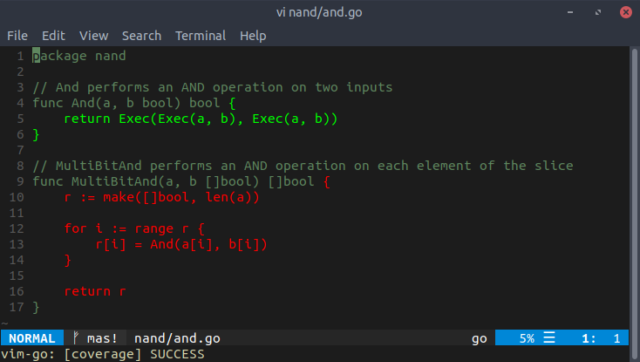 vi nand/and.go
File Edit View Search Terminal Help
1 package nand
2
3 // And performs an AND operation on two inputs
4 func And(a, b bool) bool {
5     return Exec(Exec(a, b), Exec(a, b))
6 }
7
8 // MultiBitAnd performs an AND operation on each element of the slice
9 func MultiBitAnd(a, b []bool) []bool {
10     r := make([]bool, len(a))
11
12     for i := range r {
13         r[i] = And(a[i], b[i])
14     }
15
16     return r
17 }
~
NORMAL mas! nand/and.go go 5% ☰ 1: 1
vim-go: [coverage] SUCCESS